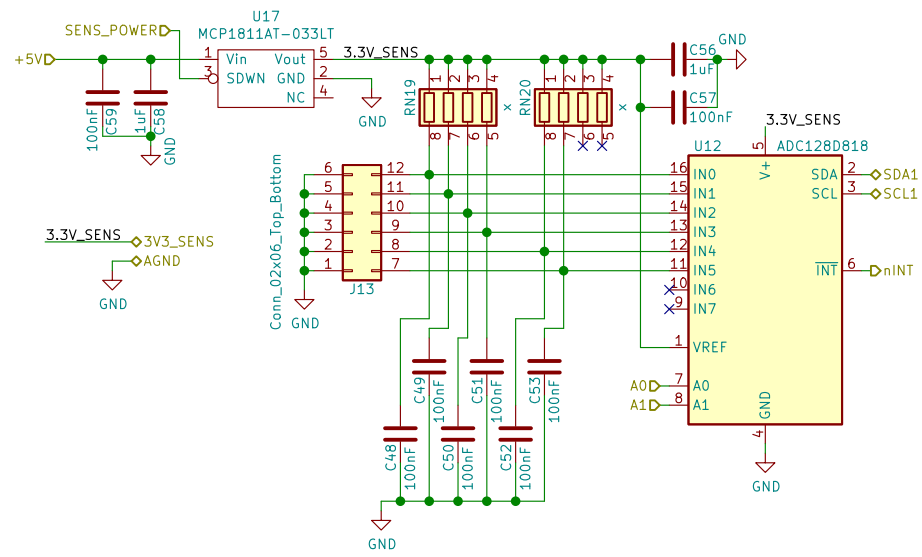 U17
MCP1811AT-033LT
SENS_POWER
+5V
1 Vin Vout 5
3 SDWN GND 2
NC 4
3.3V_SENS
GND
100nF
C59
1uF
C58
GND
RN19
1 2 3 4
8 7 6 5
x
RN20
1 2 3 4
8 7 6 5
x
C56
1uF
GND
C57
100nF
3.3V_SENS
U12
ADC128D818
5
V+
16 IN0
15 IN1
14 IN2
13 IN3
12 IN4
11 IN5
10 IN6
9 IN7
1 VREF
7 A0
8 A1
SDA 2
SCL 3
INT 6
GND
4
GND
SDA1
SCL1
nINT
A0
A1
Conn_02x06_Top_Bottom
6 12
5 11
4 10
3 9
2 8
1 7
J13
GND
3.3V_SENS
3V3_SENS
AGND
GND
C49
100nF
C51
100nF
C53
100nF
C48
100nF
C50
100nF
C52
100nF
GND